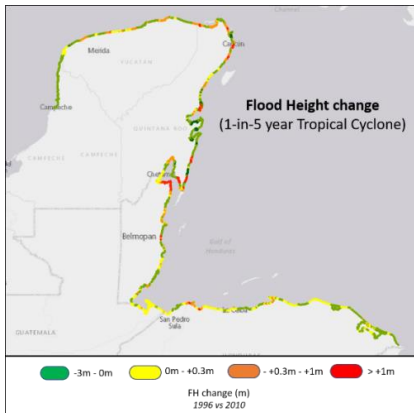 Merida
YUCATAN
Cancun
Flood Height change
(1-in-5 year Tropical Cyclone)
Campeche
QUINTANA ROO
CAMPECHE
CAMPECHE
Belmopan
Gulf of
Honduras
San Pedro
Sula
GUATEMALA
-3m - 0m
0m - +0.3m
- +0.3m - +1m
> +1m
FH change (m)
1996 vs 2010